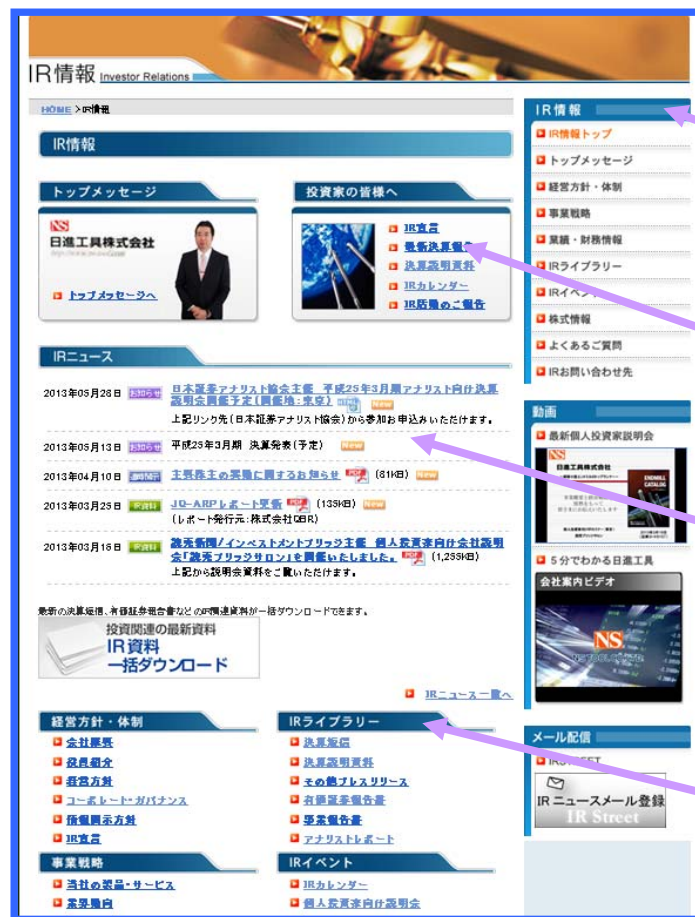 IR情報 Investor Relations
HOME > IR情報
IR情報
トップメッセージ
NS
日進工具株式会社
トップメッセージへ
投資家の皆様へ
IR宣言
最新決算報告
決算説明資料
IRカレンダー
IR活動のご報告
IRニュース
2013年05月28日 お知らせ 日本証券アナリスト協会主催 平成25年3月期アナリスト向け決算
説明会開催予定(開催地:東京) HTML New
上記リンク先(日本証券アナリスト協会)から参加お申込みいただけます。
2013年05月13日 お知らせ 平成25年3月期 決算発表(予定) New
2013年04月10日 適時開示 主要株主の異動に関するお知らせ PDF (81KB) New
2013年03月25日 IR資料 JQ-ARPレポート更新 PDF (135KB) New
(レポート発行元:株式会社QBR)
2013年03月16日 IR資料 読売新聞/インベストメントブリッジ主催 個人投資家向け会社説明
会「読売ブリッジサロン」を開催いたしました。 PDF (1,255KB)
上記から説明会資料をご覧いただけます。
最新の決算短信、有価証券報告書などのIR関連資料が一括ダウンロードできます。
投資関連の最新資料
IR資料
一括ダウンロード
IRニュース一覧へ
経営方針・体制
会社概要
役員紹介
経営方針
コーポレート・ガバナンス
情報開示方針
IR宣言
IRライブラリー
決算短信
決算説明資料
その他プレスリリース
有価証券報告書
事業報告書
アナリストレポート
事業戦略
当社の製品・サービス
業界動向
IRイベント
IRカレンダー
個人投資家向け説明会
IR情報
IR情報トップ
トップメッセージ
経営方針・体制
事業戦略
業績・財務情報
IRライブラリー
IRイベント
株式情報
よくあるご質問
IRお問い合わせ先
動画
最新個人投資家説明会
NS
日進工具株式会社
ENDMILL
CATALOG
5分でわかる日進工具
会社案内ビデオ
NS
NS TOOL CO.,LTD.
メール配信
IRSTREET
IRニュースメール登録
IR Street